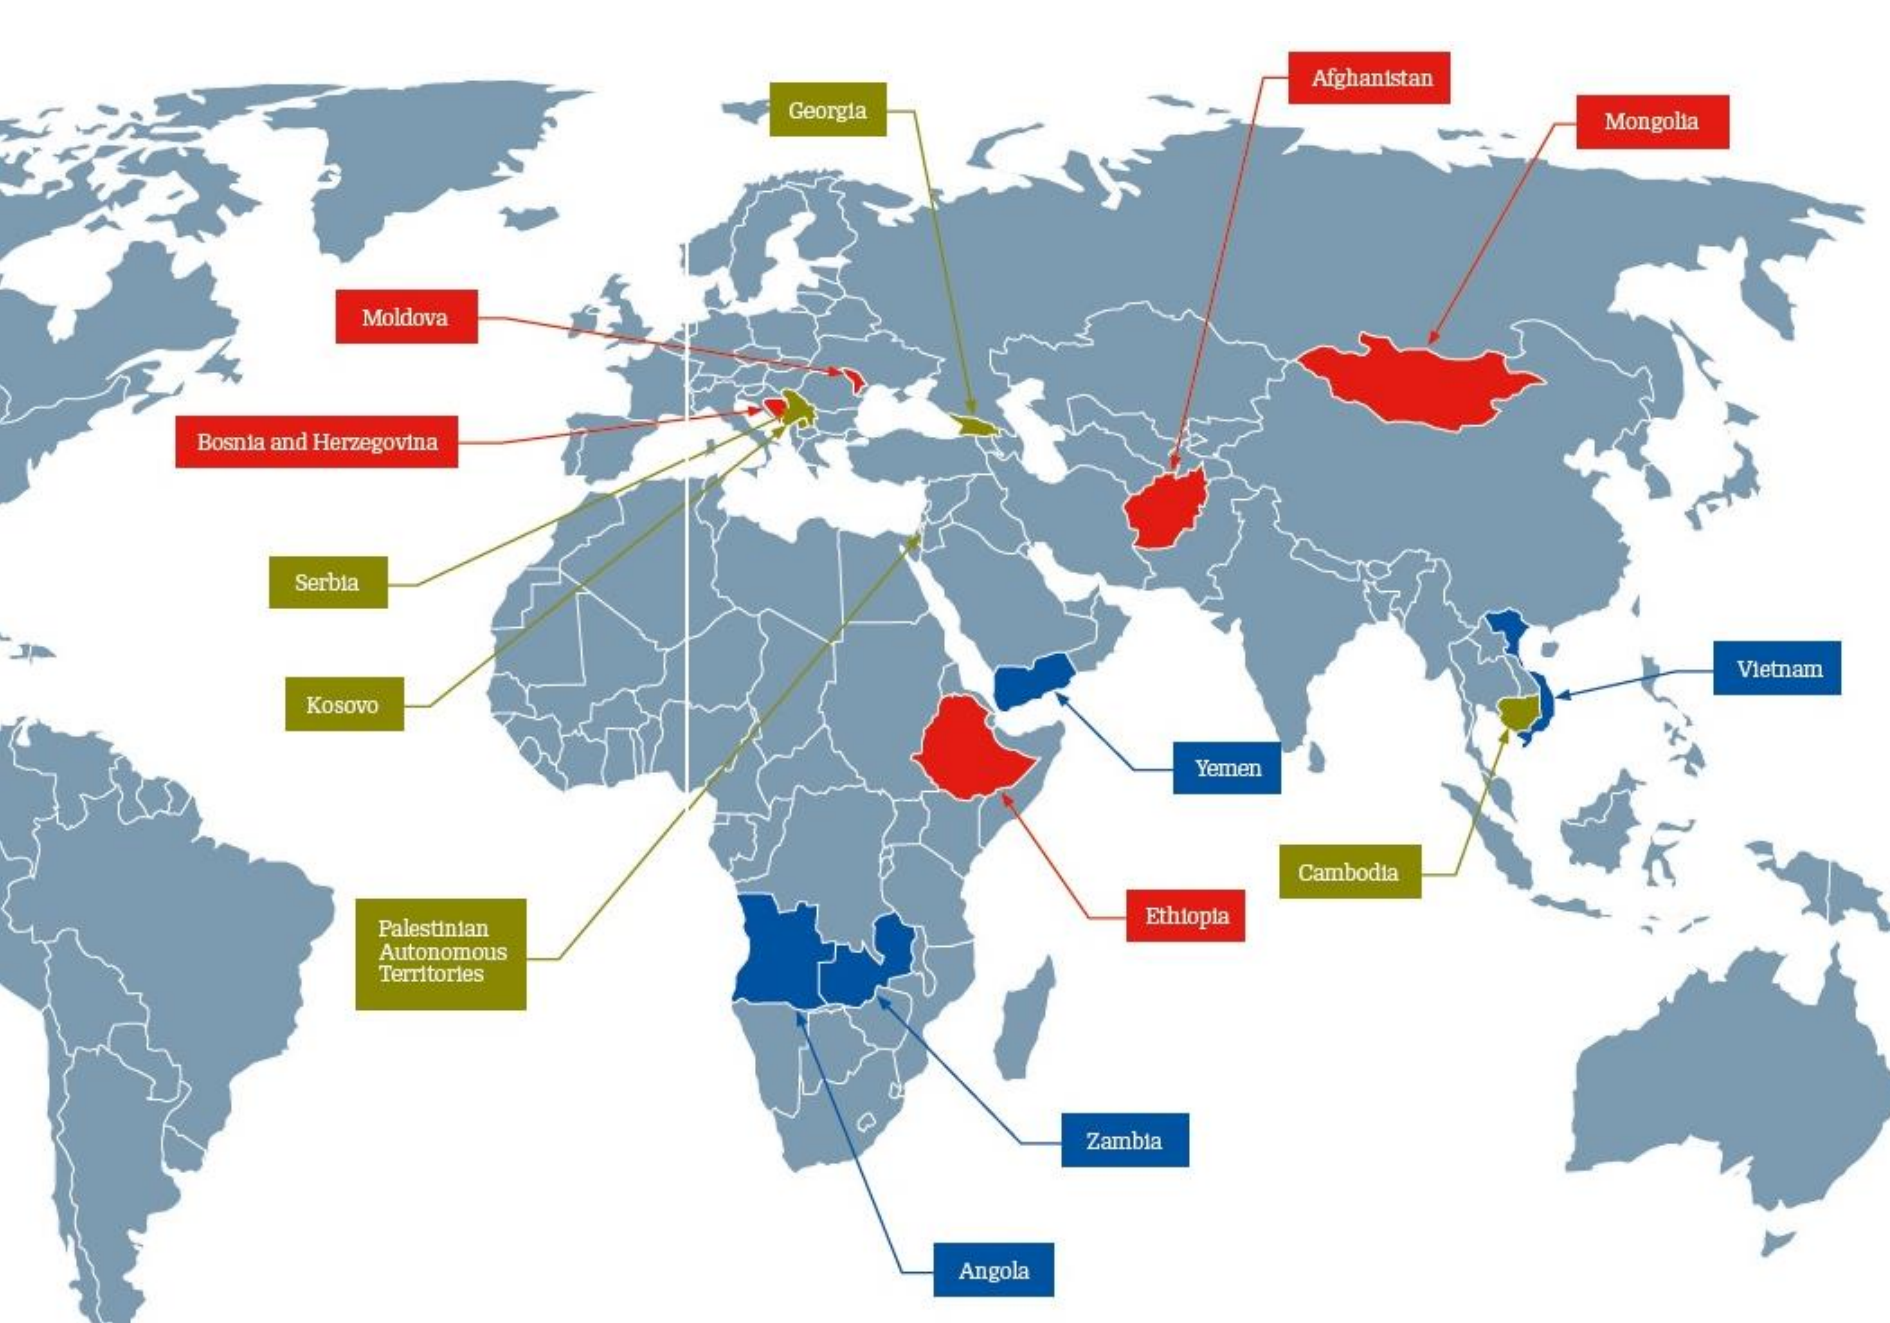 Afghanistan
Georgia
Mongolia
Moldova
Bosnia and Herzegovina
Serbia
Vietnam
Kosovo
Yemen
Cambodia
Ethiopia
Palestinian
Autonomous
Territories
Zambia
Angola